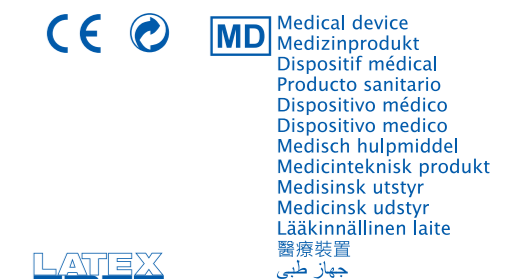 CE
MD
Medical device
Medizinprodukt
Dispositif médical
Producto sanitario
Dispositivo médico
Dispositivo medico
Medisch hulpmiddel
Medicinteknisk produkt
Medisinsk utstyr
Medicinsk udstyr
Lääkinnällinen laite
醫療裝置
جهاز طبي
LATEX